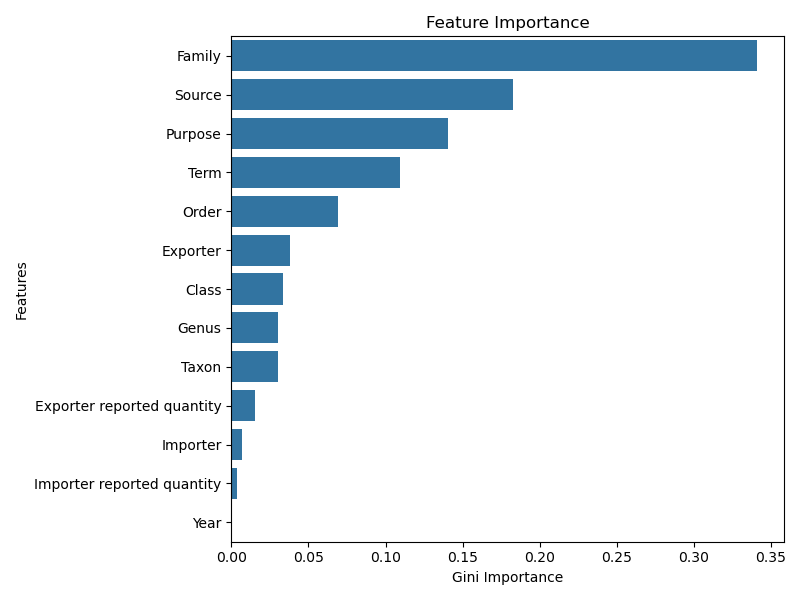 Feature Importance
Family
Source
Purpose
Term
Order
Exporter
Class
Genus
Taxon
Exporter reported quantity
Importer
Importer reported quantity
Year
Features
0.00 0.05 0.10 0.15 0.20 0.25 0.30 0.35
Gini Importance